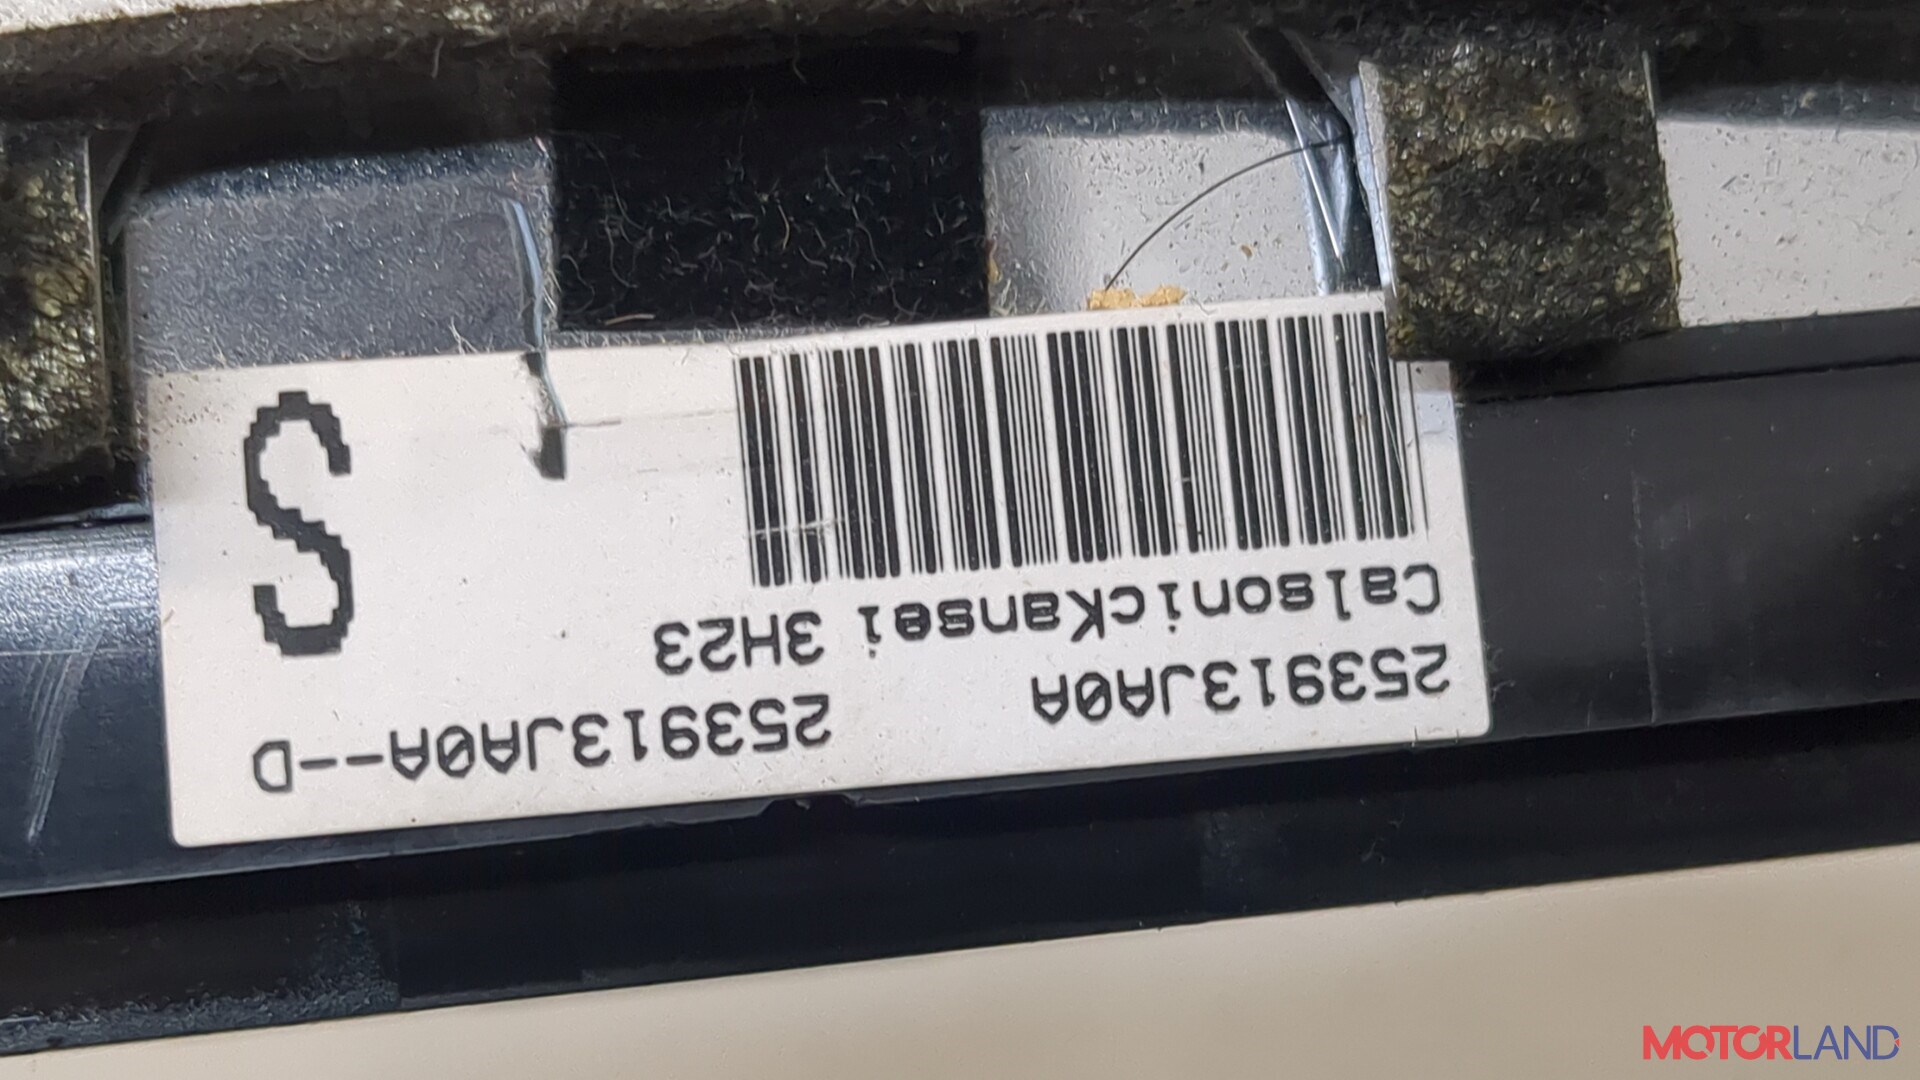 253913JA0A 253913JA0A--D
CalsonicKansei 3H23
S
MOTORLAND